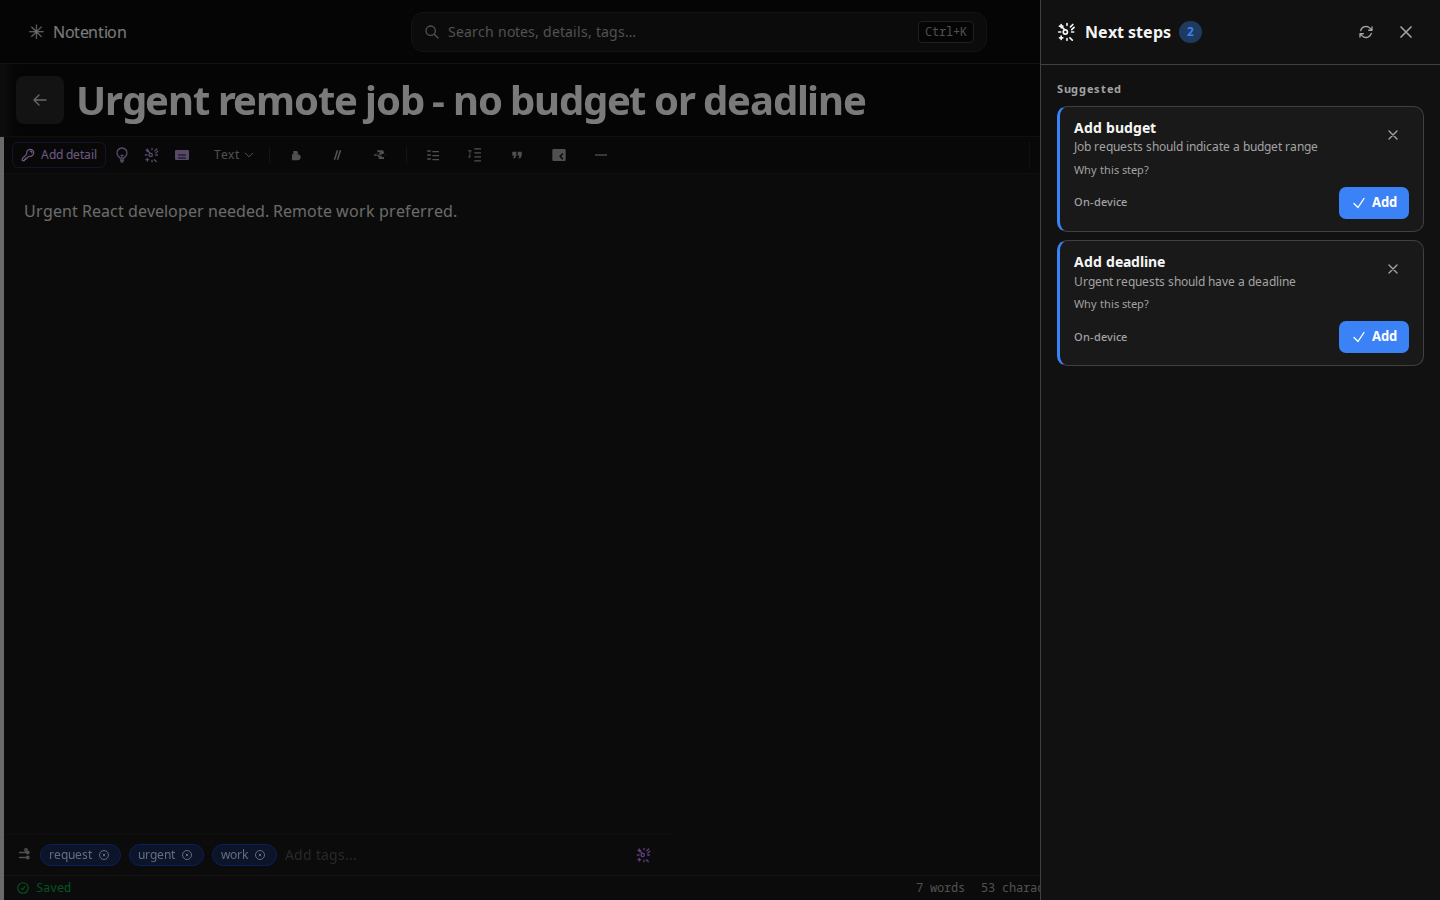 Notention
Search notes, details, tags...
Ctrl+K
Urgent remote job - no budget or deadline
Add detail
Text
Urgent React developer needed. Remote work preferred.
request
urgent
work
Add tags...
Saved
7 words
53 charac
Next steps
2
Suggested
Add budget
Job requests should indicate a budget range
Why this step?
On-device
Add
Add deadline
Urgent requests should have a deadline
Why this step?
On-device
Add